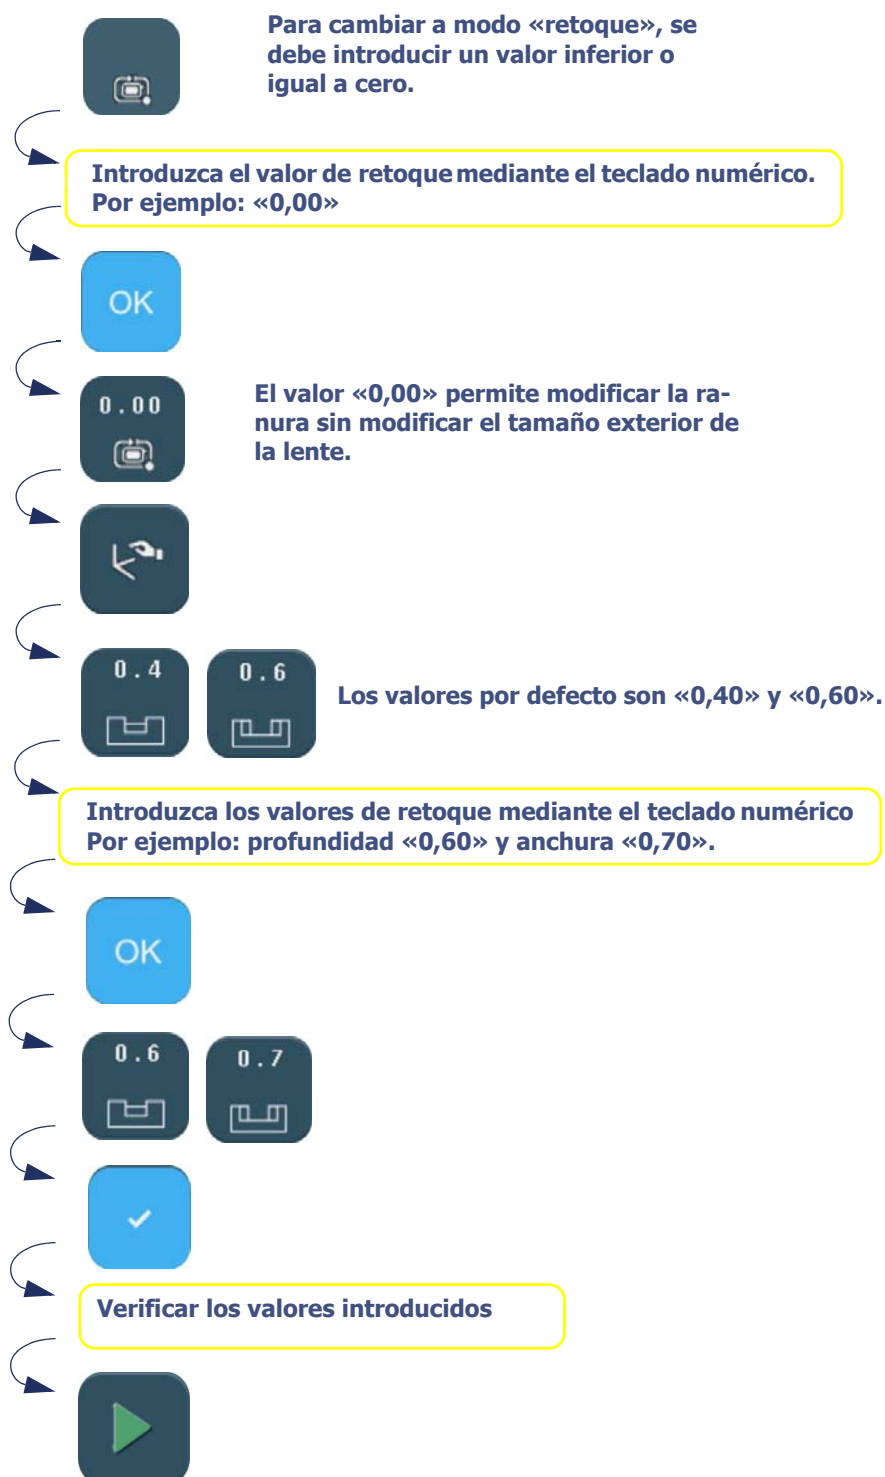 Para cambiar a modo «retoque», se
debe introducir un valor inferior o
igual a cero.
Introduzca el valor de retoque mediante el teclado numérico.
Por ejemplo: «0,00»
OK
0.00
El valor «0,00» permite modificar la ra-
nura sin modificar el tamaño exterior de
la lente.
0.4
0.6
Los valores por defecto son «0,40» y «0,60».
Introduzca los valores de retoque mediante el teclado numérico
Por ejemplo: profundidad «0,60» y anchura «0,70».
OK
0.6
0.7
Verificar los valores introducidos